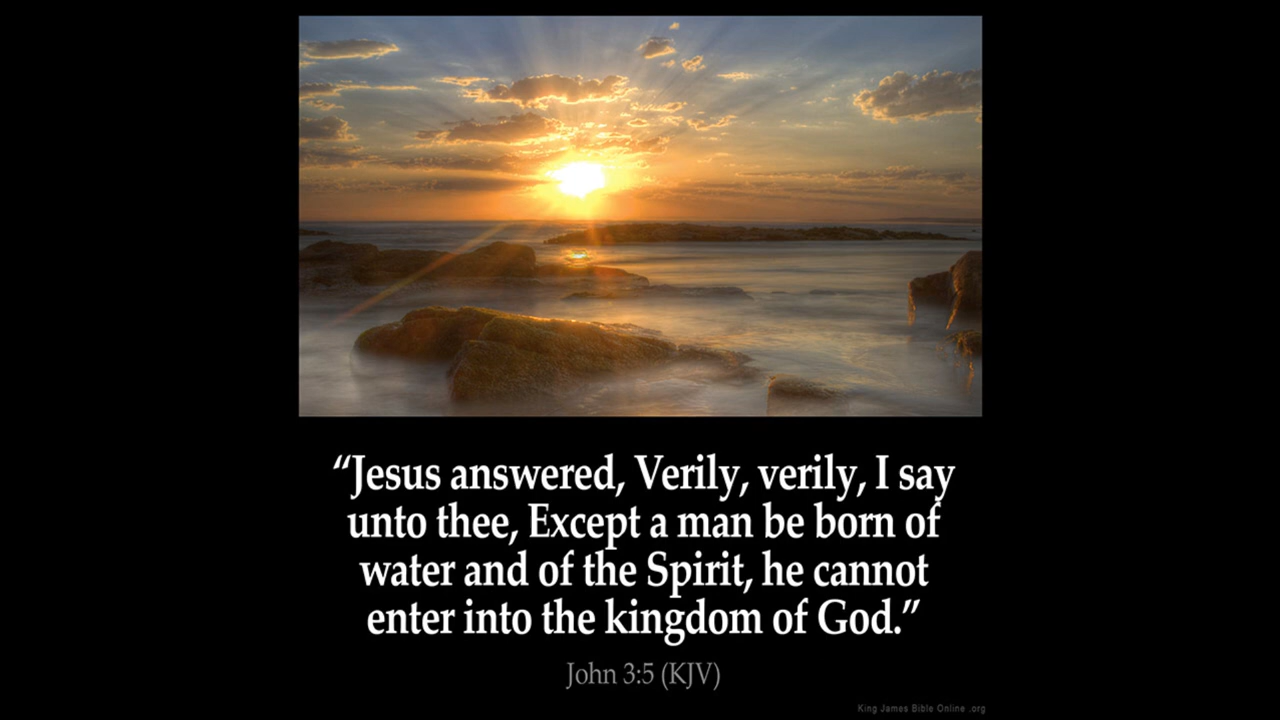 “Jesus answered, Verily, verily, I say
unto thee, Except a man be born of
water and of the Spirit, he cannot
enter into the kingdom of God.”
John 3:5 (KJV)
King James Bible Online .org